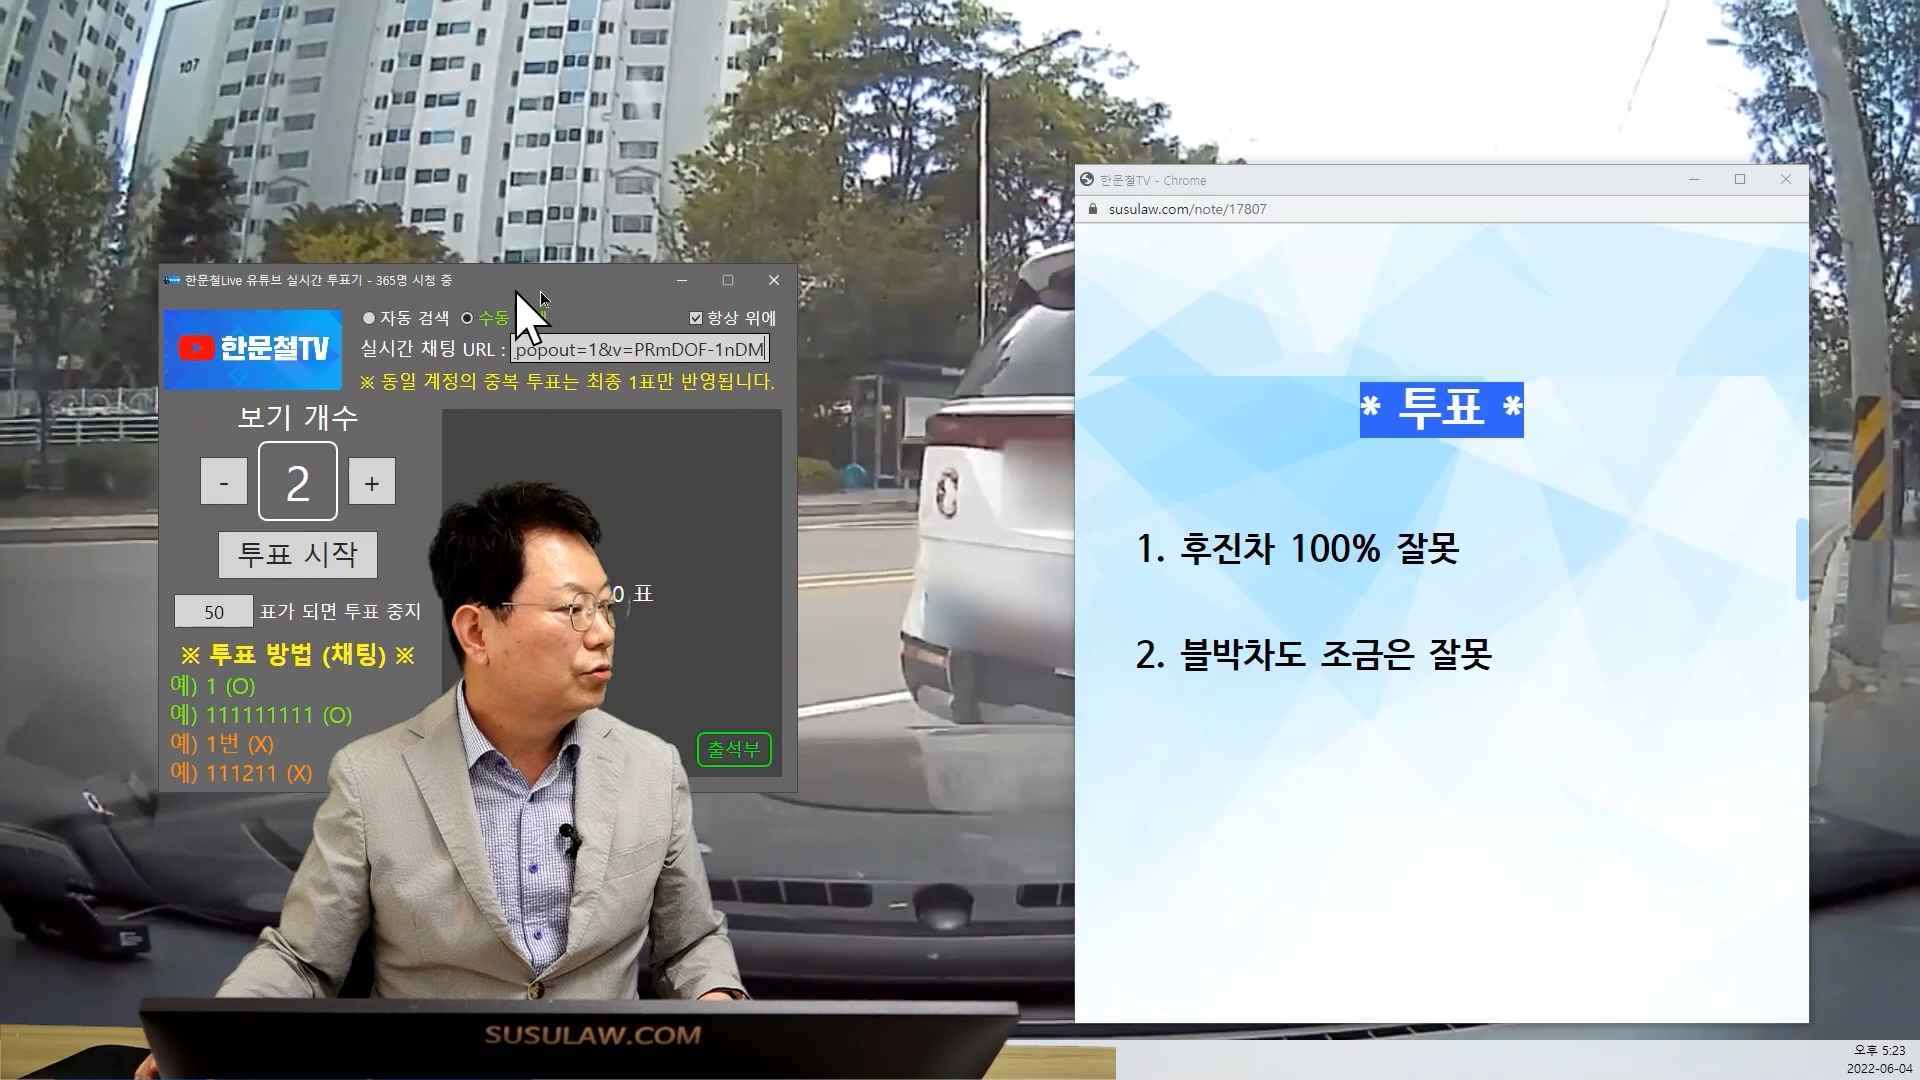 107
한문철Live 유튜브 실시간 투표기 - 365명 시청 중
자동 검색
수동
항상 위에
한문철TV
실시간 채팅 URL :
popout=1&v=PRmDOF-1nDM
※ 동일 계정의 중복 투표는 최종 1표만 반영됩니다.
보기 개수
- 2 +
투표 시작
50 표가 되면 투표 중지
0 표
※ 투표 방법 (채팅) ※
예) 1 (O)
예) 111111111 (O)
예) 1번 (X)
예) 111211 (X)
출석부
SUSULAW.COM
한문철TV - Chrome
susulaw.com/note/17807
* 투표 *
1. 후진차 100% 잘못
2. 블박차도 조금은 잘못
오후 5:23
2022-06-04